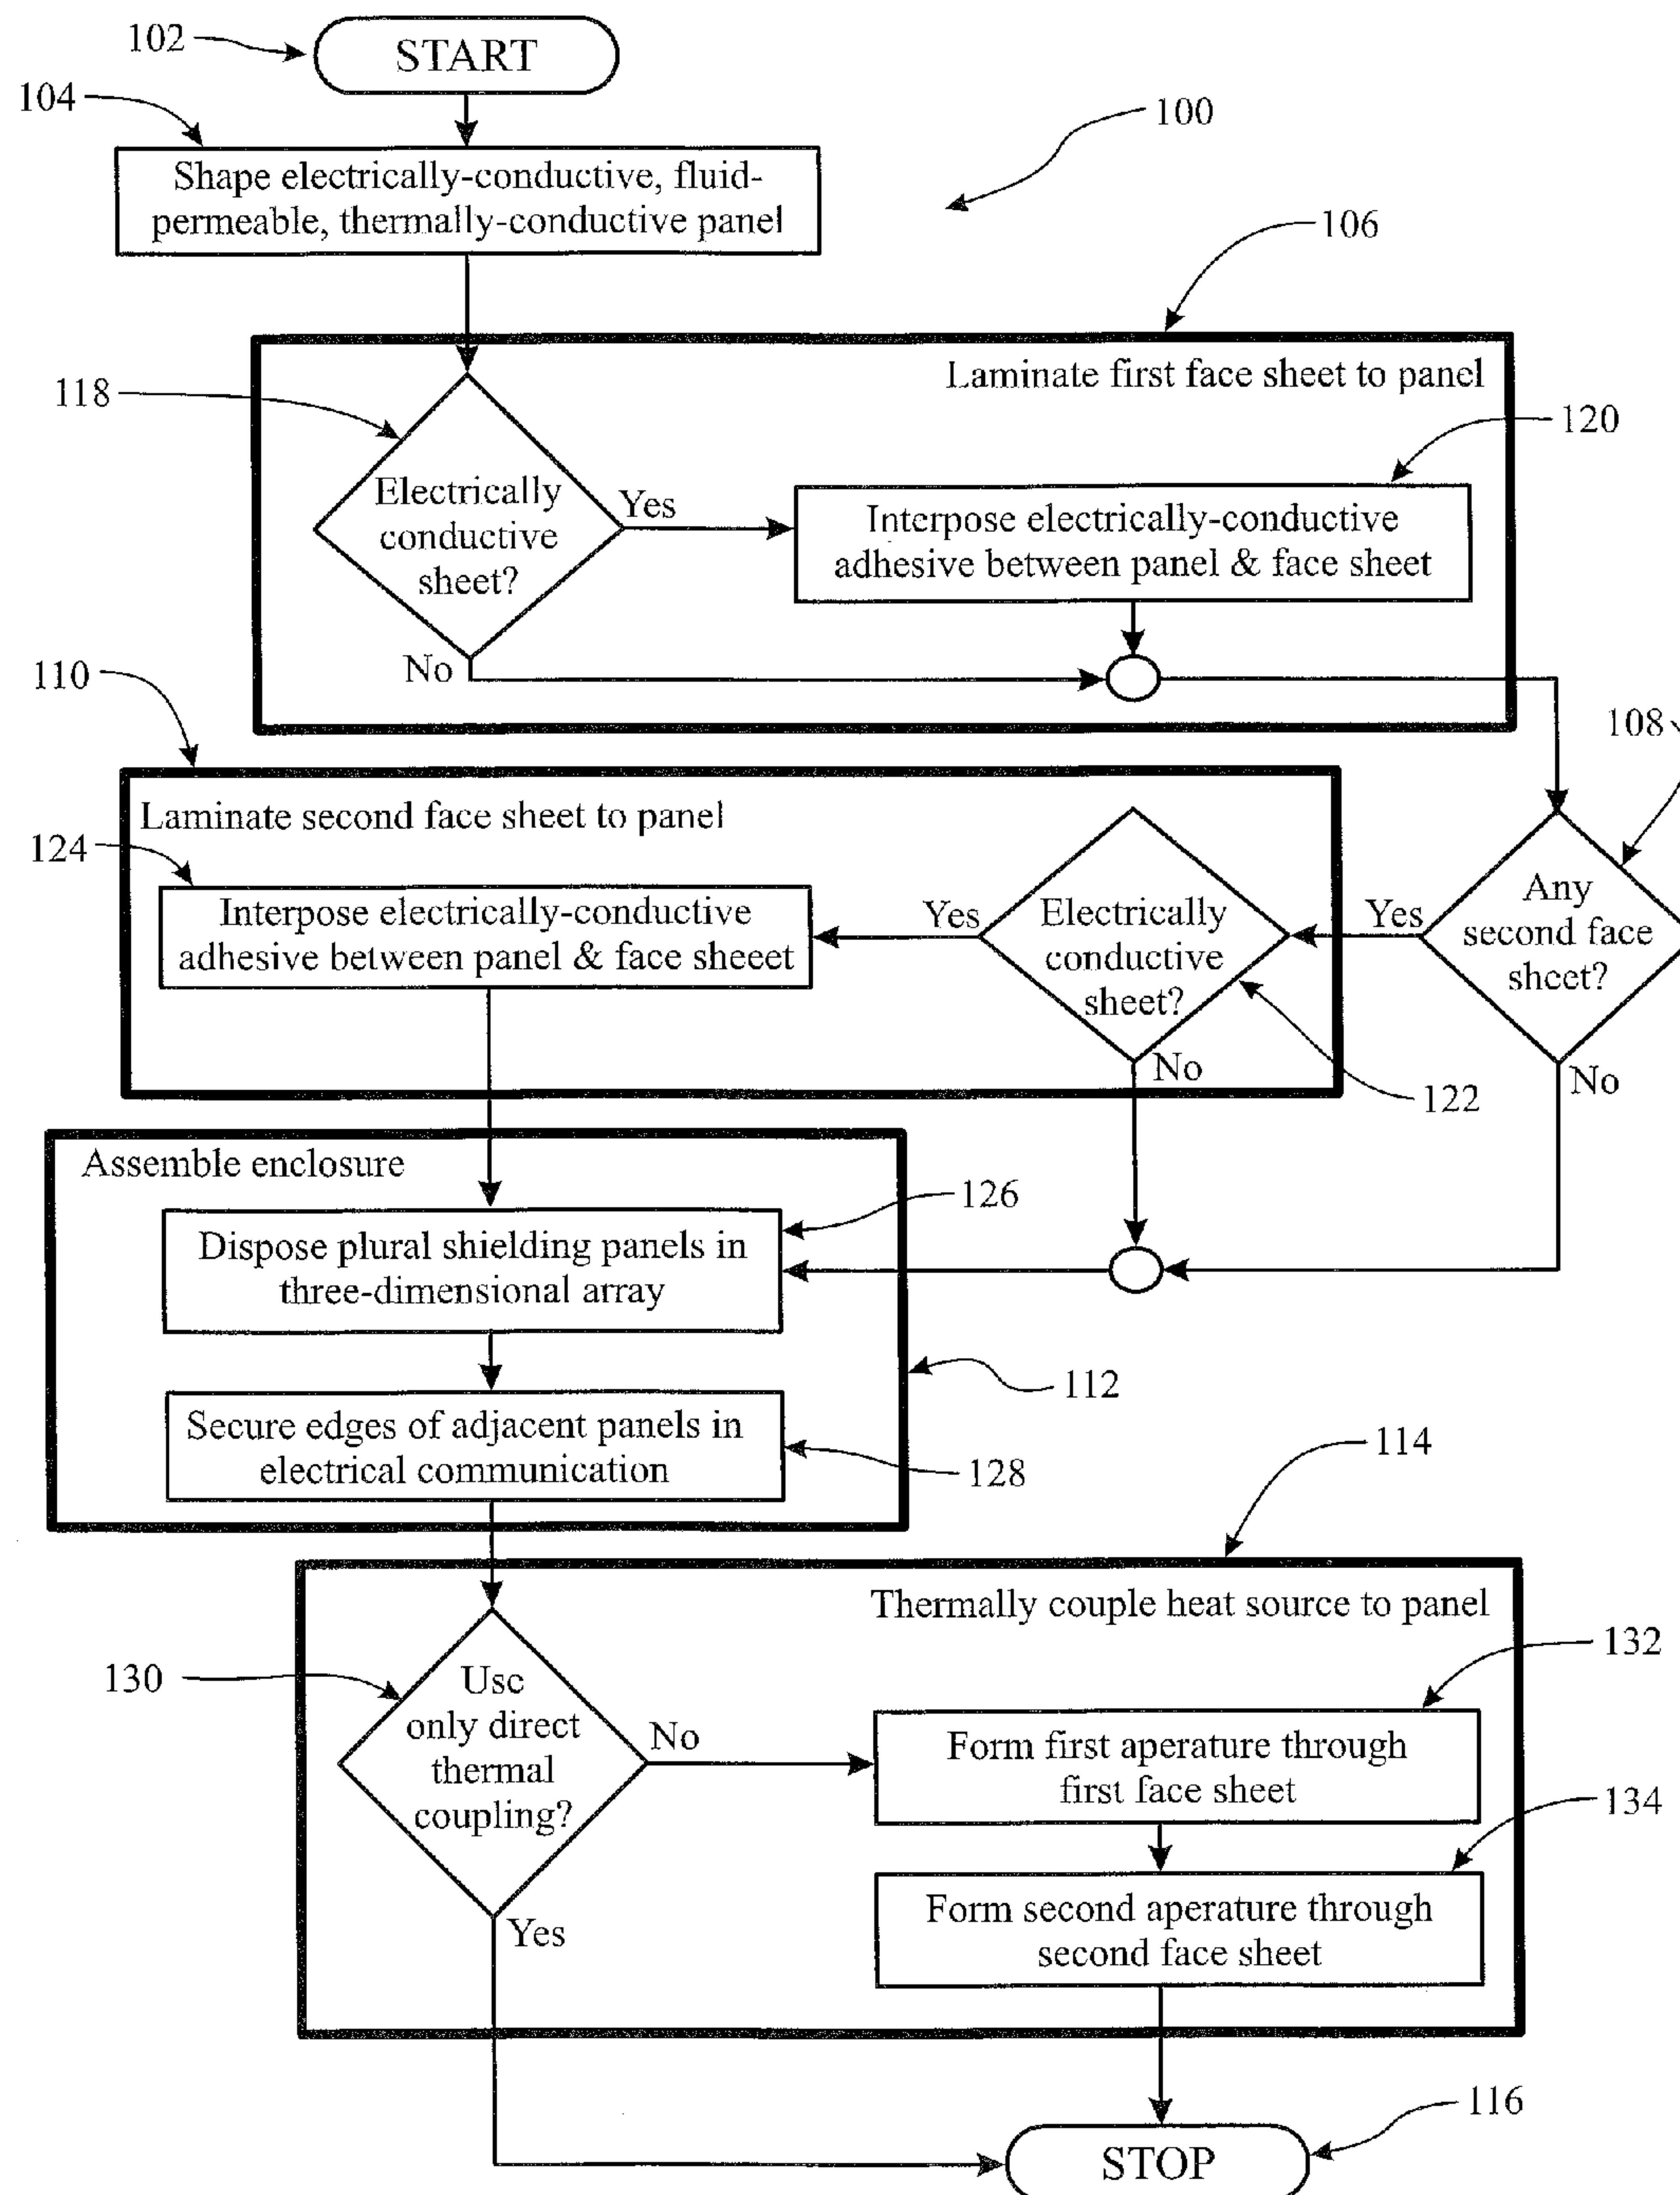 102
START
104
100
Shape electrically-conductive, fluid-
permeable, thermally-conductive panel
106
Laminate first face sheet to panel
118
120
Electrically
conductive
sheet?
Yes
Interpose electrically-conductive
adhesive between panel & face sheet
No
110
108
Laminate second face sheet to panel
124
Interpose electrically-conductive
adhesive between panel & face sheeet
Yes
Electrically
conductive
sheet?
Yes
Any
second face
sheet?
No
No
122
Assemble enclosure
126
Dispose plural shielding panels in
three-dimensional array
112
Secure edges of adjacent panels in
electrical communication
128
114
Thermally couple heat source to panel
130
132
Use
only direct
thermal
coupling?
No
Form first aperature through
first face sheet
134
Form second aperature through
second face sheet
Yes
116
STOP